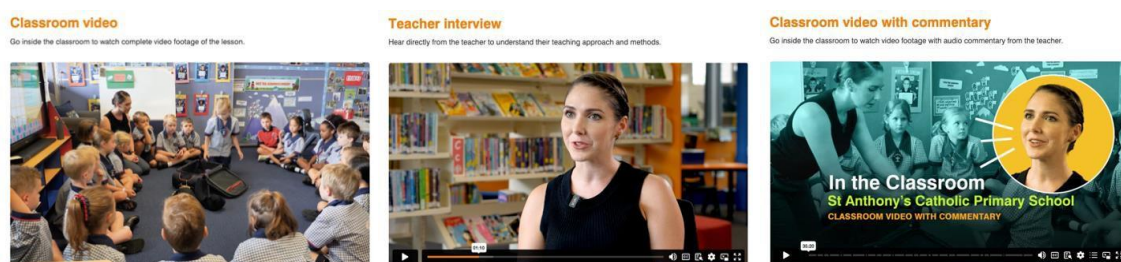 Classroom video
Go inside the classroom to watch complete video footage of the lesson.
Teacher interview
Hear directly from the teacher to understand their teaching approach and methods.
01:10
Classroom video with commentary
Go inside the classroom to watch video footage with audio commentary from the teacher.
In the Classroom
St Anthony's Catholic Primary School
CLASSROOM VIDEO WITH COMMENTARY
35:20